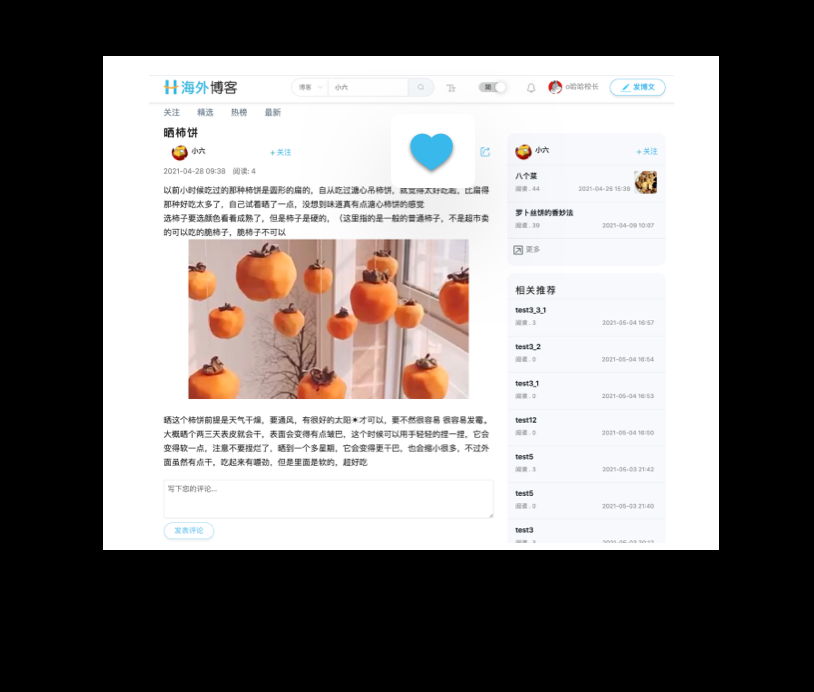 海外博客
博客
小六
简
o哈哈校长
发博文
关注
精选
热榜
最新
晒柿饼
小六
+ 关注
2021-04-28 09:38
阅读: 4
以前小时候吃过的那种柿饼是圆形的扁的，自从吃过溏心吊柿饼，就觉得太好吃啦，比扁得
那种好吃太多了，自己试着晒了一点，没想到味道真有点溏心柿饼的感觉
选柿子要选颜色看着成熟了，但是柿子是硬的，（这里指的是一般的普通柿子，不是超市卖
的可以吃的脆柿子，脆柿子不可以
晒这个柿饼前提是天气干燥，要通风，有很好的太阳☀才可以，要不然很容易 很容易发霉。
大概晒个两三天表皮就会干，表面会变得有点皱巴，这个时候可以用手轻轻的捏一捏，它会
变得软一点，注意不要捏烂了，晒到一个多星期，它会变得更干巴，也会缩小很多，不过外
面虽然有点干，吃起来有嚼劲，但是里面是软的，超好吃
写下您的评论...
发表评论
小六
+ 关注
八个菜
阅读 . 44
2021-04-26 15:38
萝卜丝饼的香炒法
阅读 . 39
2021-04-09 10:07
更多
相关推荐
test3_3_1
阅读 . 3
2021-05-04 16:57
test3_2
阅读 . 0
2021-05-04 16:54
test3_1
阅读 . 0
2021-05-04 16:53
test12
阅读 . 0
2021-05-04 16:50
test5
阅读 . 3
2021-05-03 21:42
test5
阅读 . 0
2021-05-03 21:40
test3